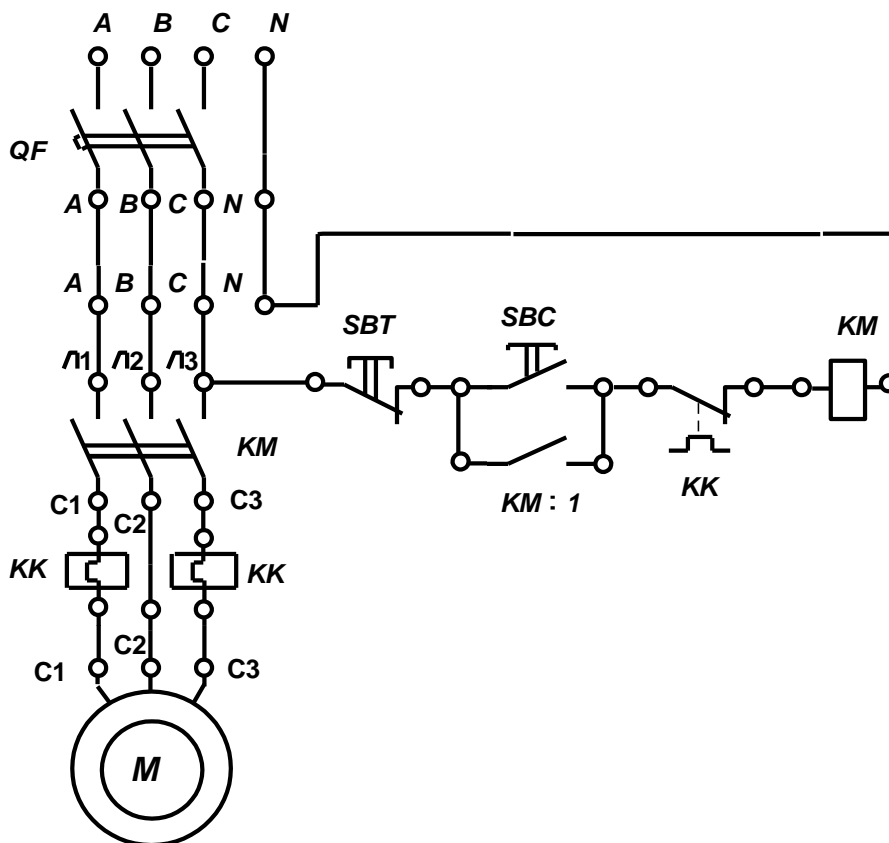 A B C N
QF
A B C N
A B C N
SBT SBC KM
Л1 Л2 Л3
KM
C1 C2 C3
KM : 1 KK
KK KK
C1 C2 C3
M